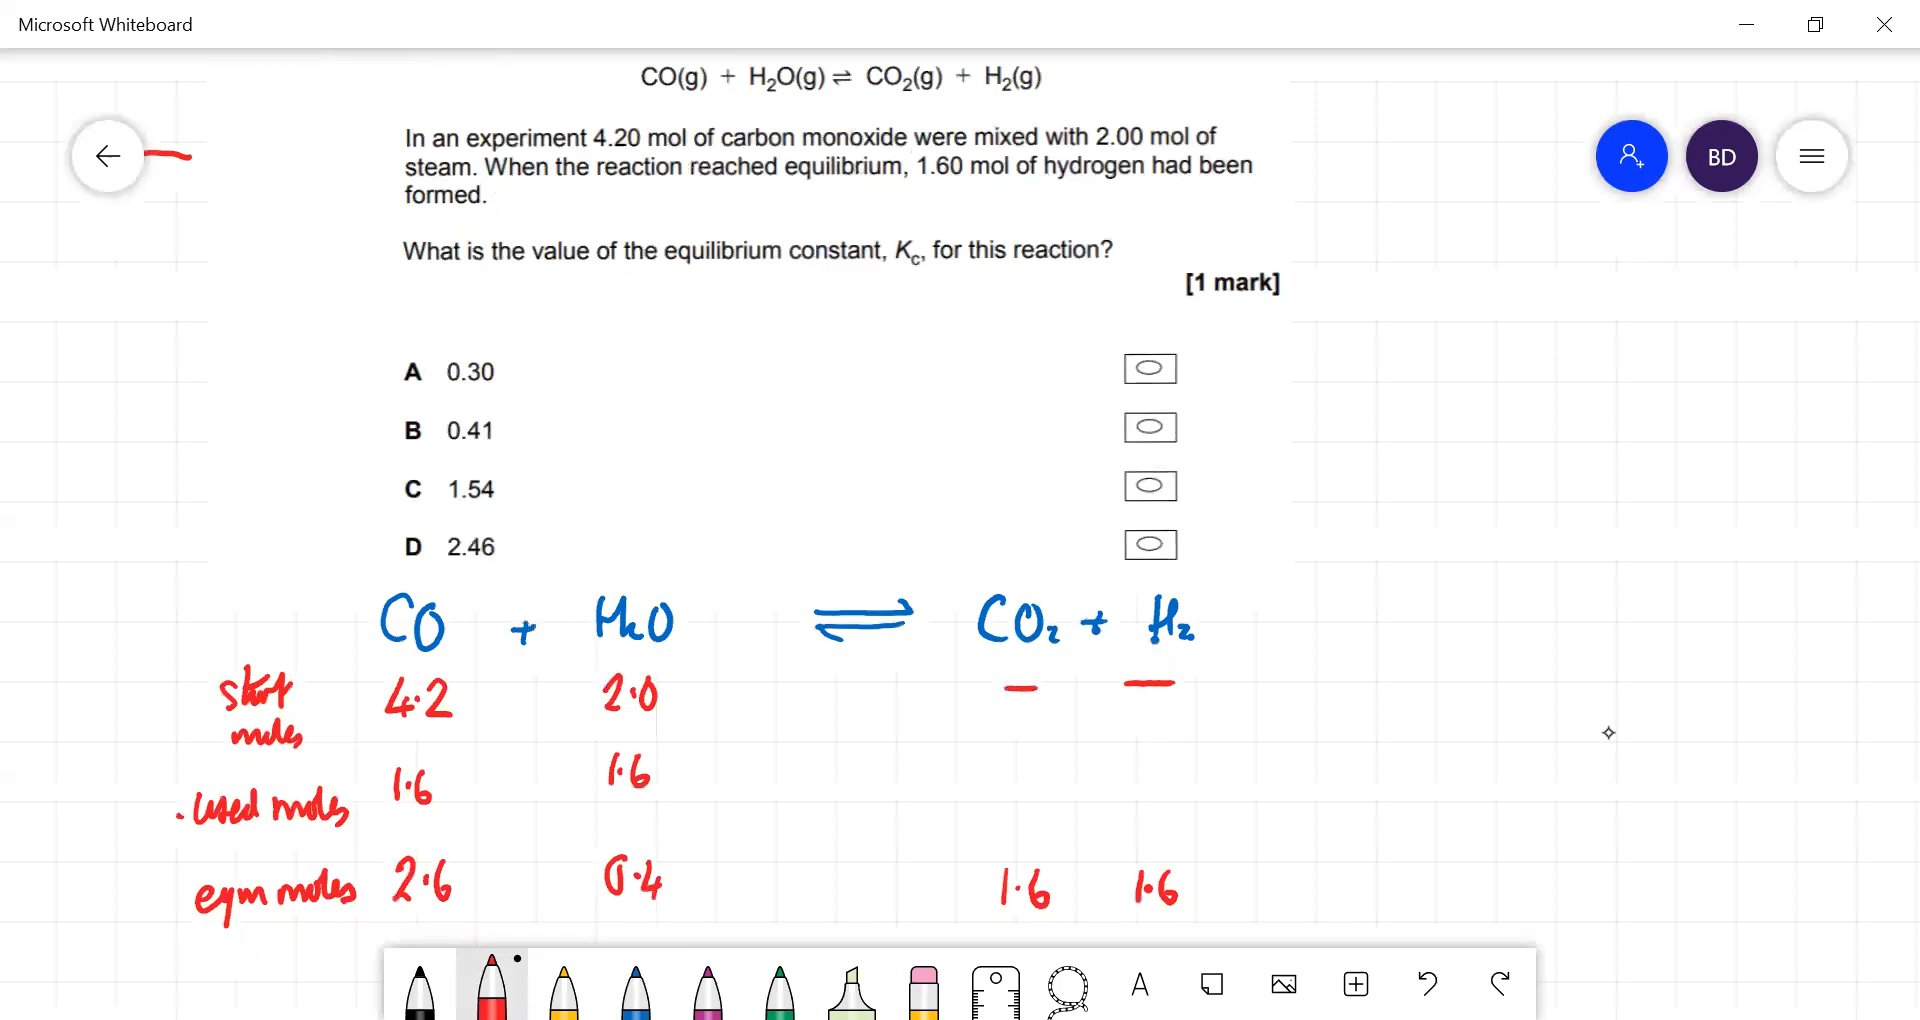 Microsoft Whiteboard
CO(g) + H₂O(g) ⇌ CO₂(g) + H₂(g)
In an experiment 4.20 mol of carbon monoxide were mixed with 2.00 mol of
steam. When the reaction reached equilibrium, 1.60 mol of hydrogen had been
formed.
BD
What is the value of the equilibrium constant, Kc, for this reaction?
[1 mark]
A 0.30
B 0.41
C 1.54
D 2.46
CO + H₂O ⇌ CO₂ + H₂
start 4.2 2.0 — —
moles
1.6 1.6
. used moles
eqm moles 2.6 0.4 1.6 1.6
A